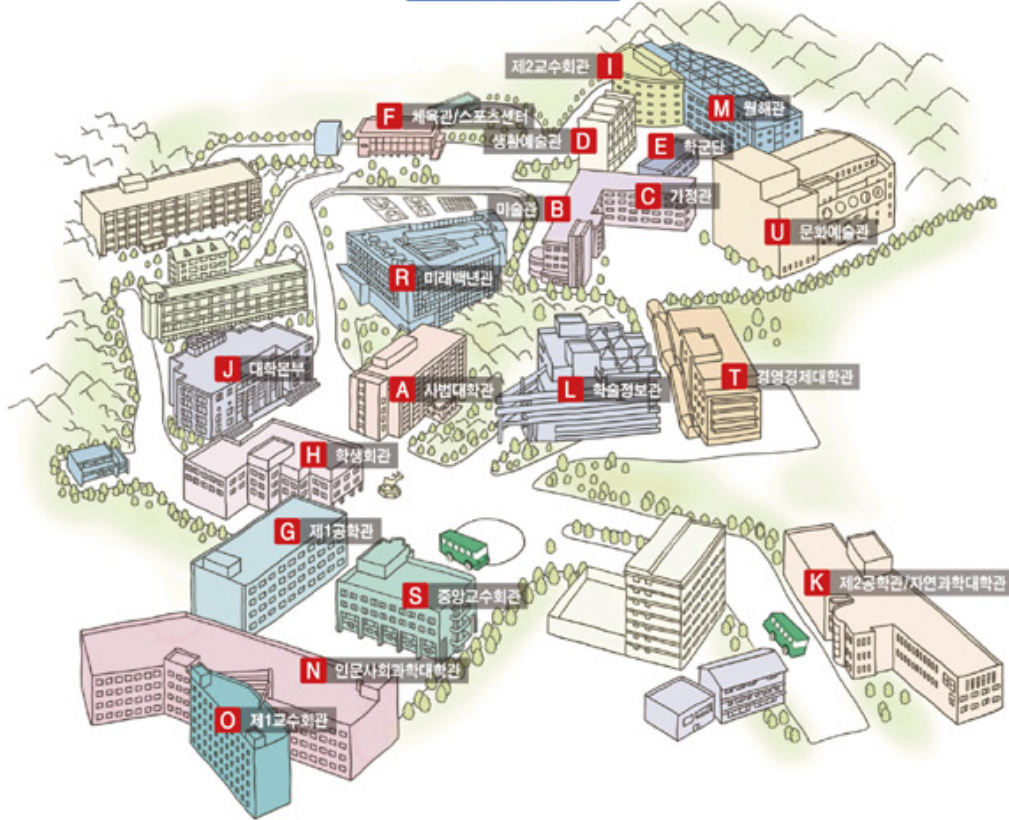 제2교수회관 I
M 월해관
F 체육관/스포츠센터
생활예술관 D
E 학군단
미술관 B
C 가정관
U 문화예술관
R 미래백년관
J 대학본부
A 사범대학관
L 학술정보관
T 경영경제대학관
H 학생회관
G 제1공학관
K 제2공학관/자연과학대학관
S 중앙교수회관
N 인문사회과학대학관
O 제1교수회관